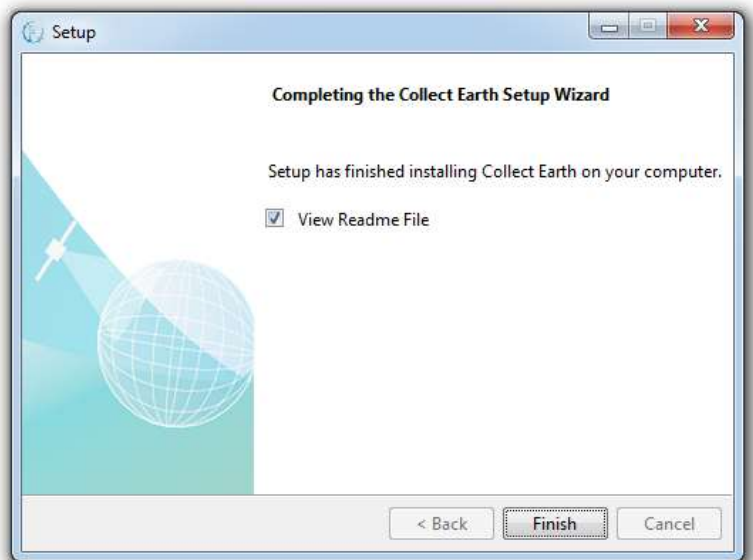 Setup
Completing the Collect Earth Setup Wizard
Setup has finished installing Collect Earth on your computer.
View Readme File
< Back Finish Cancel